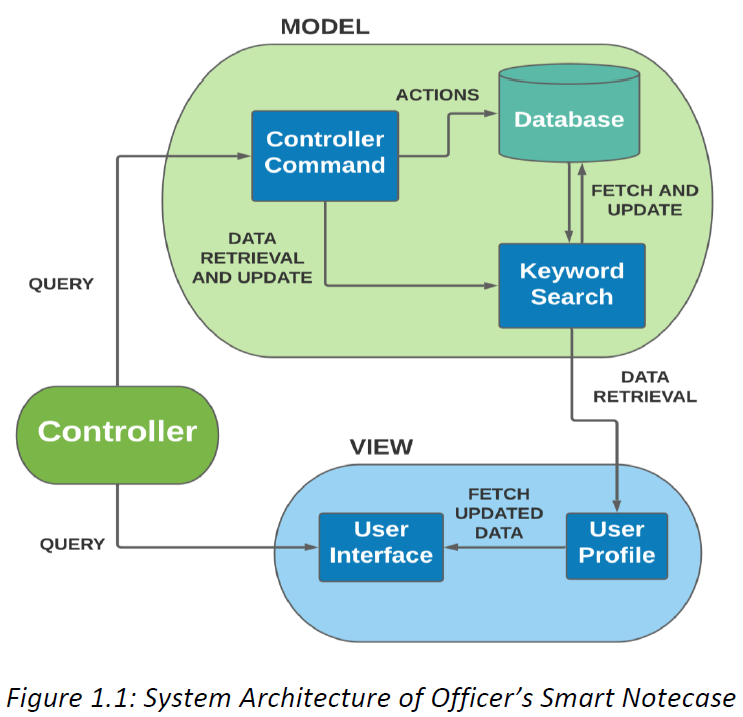 MODEL
ACTIONS
Controller
Command
Database
FETCH AND
UPDATE
DATA
RETRIEVAL
AND UPDATE
Keyword
Search
QUERY
DATA
RETRIEVAL
Controller
VIEW
QUERY
FETCH
UPDATED
DATA
User
Interface
User
Profile
Figure 1.1: System Architecture of Officer’s Smart Notecase